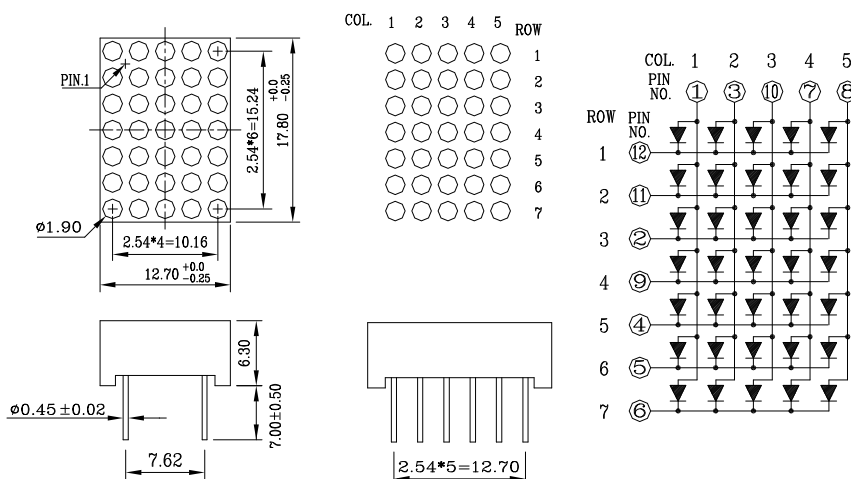 COL. 1 2 3 4 5
ROW
1
2
3
4
5
6
7
PIN.1
2.54*6=15.24
17.80 +0.0 -0.25
ø1.90
2.54*4=10.16
12.70 +0.0 -0.25
COL. 1 2 3 4 5
PIN NO. 1 3 10 7 8
ROW PIN NO.
1 12
2 11
3 2
4 9
5 4
6 5
7 6
6.30
ø0.45±0.02
7.00±0.50
7.62
2.54*5=12.70